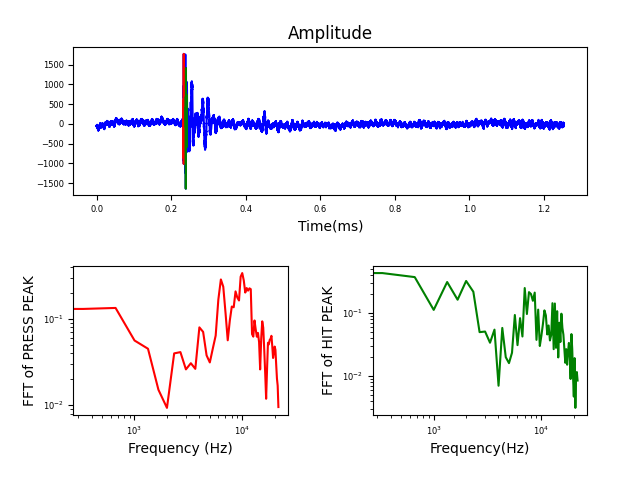 Amplitude
1500
1000
500
0
−500
−1000
−1500
0.0 0.2 0.4 0.6 0.8 1.0 1.2
Time(ms)
FFT of PRESS PEAK
10⁻¹
10⁻²
10³ 10⁴
Frequency (Hz)
FFT of HIT PEAK
10⁻¹
10⁻²
10³ 10⁴
Frequency(Hz)